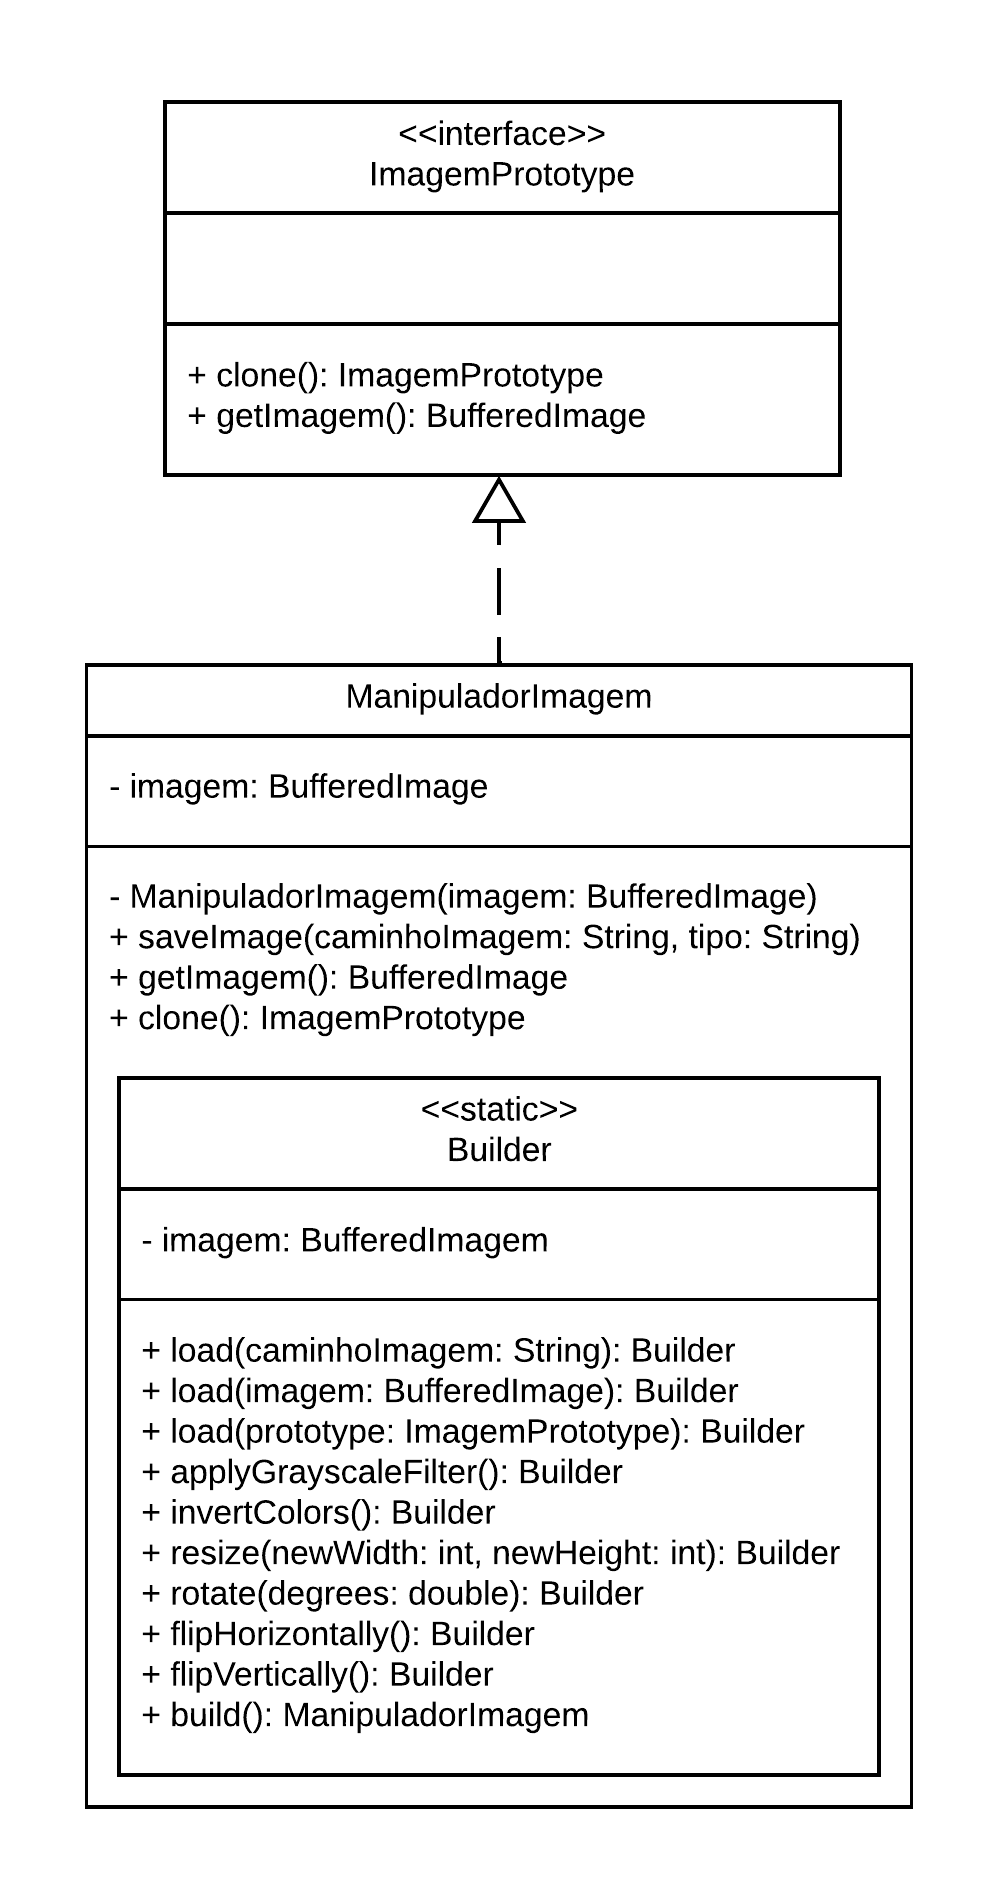 <<interface>>
ImagemPrototype
+ clone(): ImagemPrototype
+ getImagem(): BufferedImage
ManipuladorImagem
- imagem: BufferedImage
- ManipuladorImagem(imagem: BufferedImage)
+ saveImage(caminhoImagem: String, tipo: String)
+ getImagem(): BufferedImage
+ clone(): ImagemPrototype
<<static>>
Builder
- imagem: BufferedImagem
+ load(caminhoImagem: String): Builder
+ load(imagem: BufferedImage): Builder
+ load(prototype: ImagemPrototype): Builder
+ applyGrayscaleFilter(): Builder
+ invertColors(): Builder
+ resize(newWidth: int, newHeight: int): Builder
+ rotate(degrees: double): Builder
+ flipHorizontally(): Builder
+ flipVertically(): Builder
+ build(): ManipuladorImagem